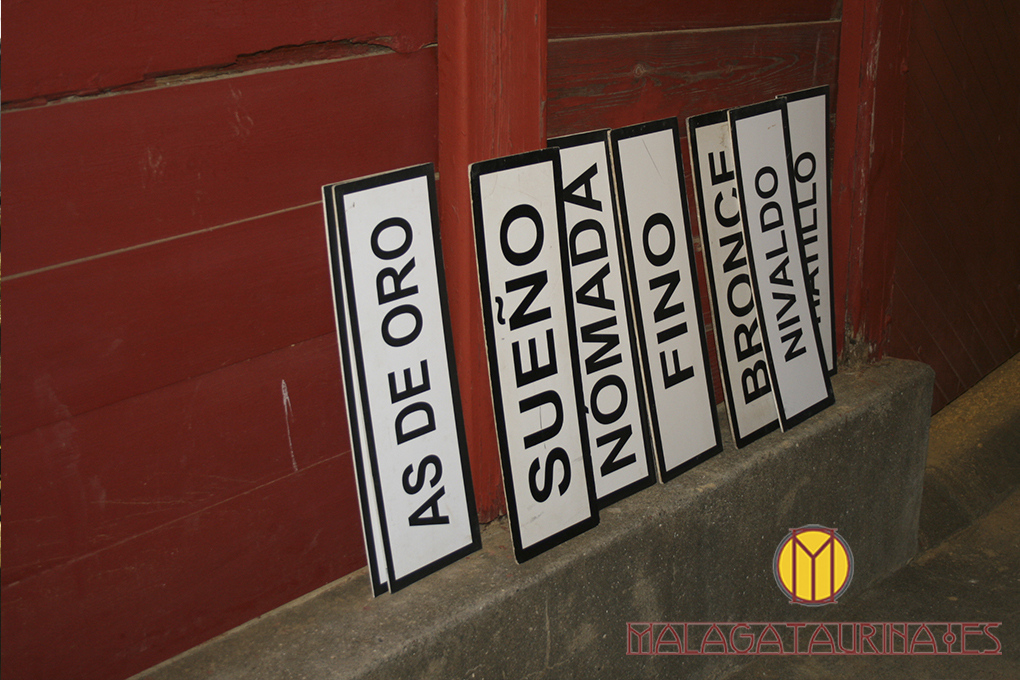 AS DE ORO
SUEÑO
NÓMADA
FINO
BRONCE
NIVALDO
MALAGATAURINA.ES